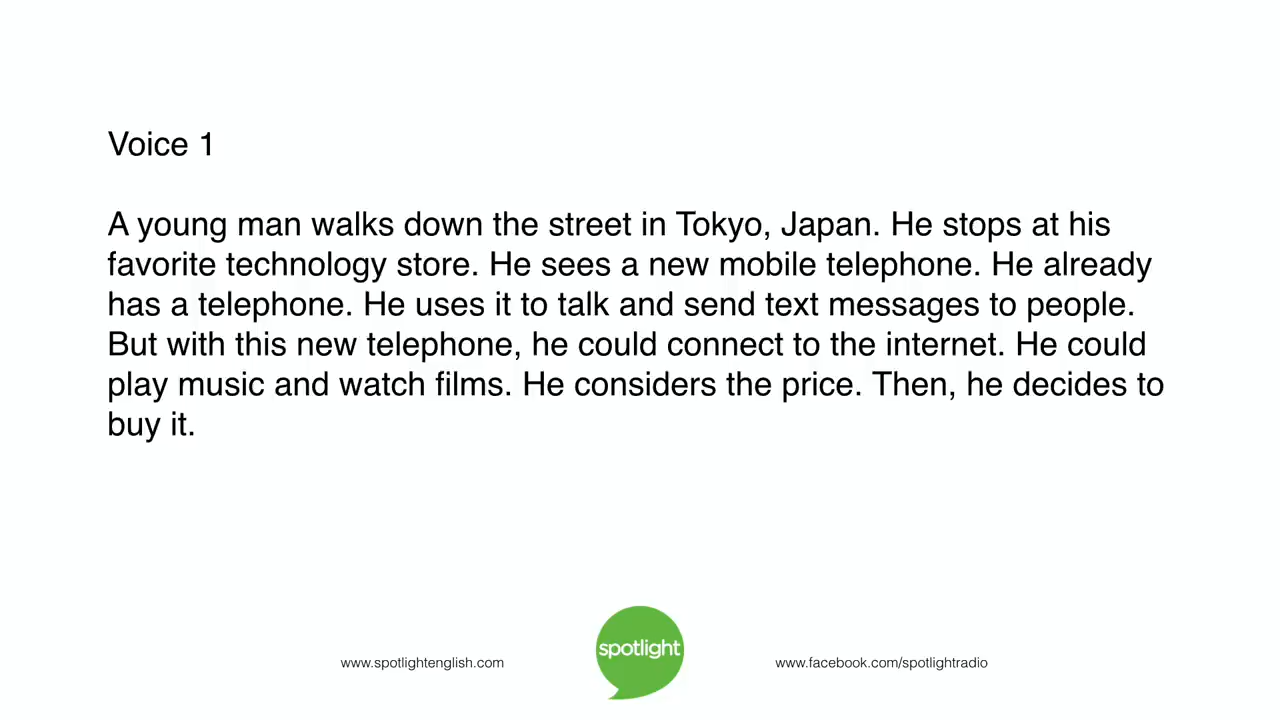 Voice 1
A young man walks down the street in Tokyo, Japan. He stops at his
favorite technology store. He sees a new mobile telephone. He already
has a telephone. He uses it to talk and send text messages to people.
But with this new telephone, he could connect to the internet. He could
play music and watch films. He considers the price. Then, he decides to
buy it.
www.spotlightenglish.com
spotlight
www.facebook.com/spotlightradio